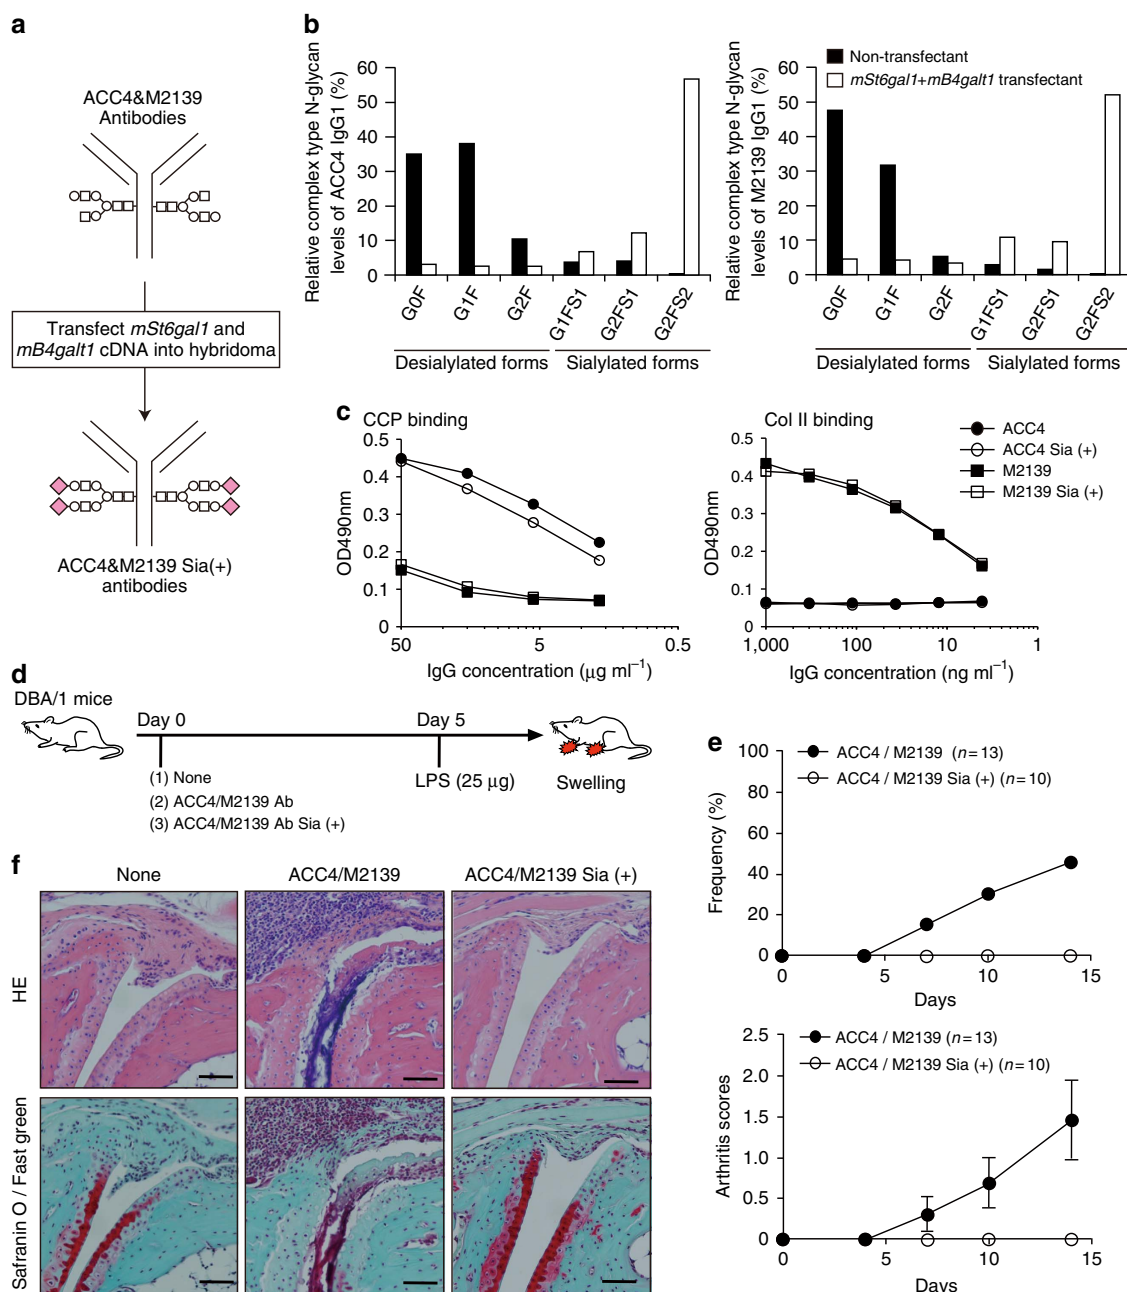 a
ACC4&M2139
Antibodies
Transfect mSt6gal1 and
mB4galt1 cDNA into hybridoma
ACC4&M2139 Sia(+)
antibodies
b
Relative complex type N-glycan
levels of ACC4 IgG1 (%)
60
50
40
30
20
10
0
G0F
G1F
G2F
G1FS1
G2FS1
G2FS2
Desialylated forms
Sialylated forms
Relative complex type N-glycan
levels of M2139 IgG1 (%)
Non-transfectant
mSt6gal1+mB4galt1 transfectant
60
50
40
30
20
10
0
G0F
G1F
G2F
G1FS1
G2FS1
G2FS2
Desialylated forms
Sialylated forms
c
CCP binding
OD490nm
0.5
0.4
0.3
0.2
0.1
0
50
5
0.5
IgG concentration (μg ml−1)
Col II binding
OD490nm
0.5
0.4
0.3
0.2
0.1
0
1,000
100
10
1
IgG concentration (ng ml−1)
ACC4
ACC4 Sia (+)
M2139
M2139 Sia (+)
d
DBA/1 mice
Day 0
Day 5
(1) None
(2) ACC4/M2139 Ab
(3) ACC4/M2139 Ab Sia (+)
LPS (25 μg)
Swelling
e
Frequency (%)
100
80
60
40
20
0
ACC4 / M2139 (n=13)
ACC4 / M2139 Sia (+) (n=10)
0
5
10
15
Days
Arthritis scores
2.5
2.0
1.5
1.0
0.5
0
ACC4 / M2139 (n=13)
ACC4 / M2139 Sia (+) (n=10)
0
5
10
15
Days
f
None
ACC4/M2139
ACC4/M2139 Sia (+)
HE
Safranin O / Fast green